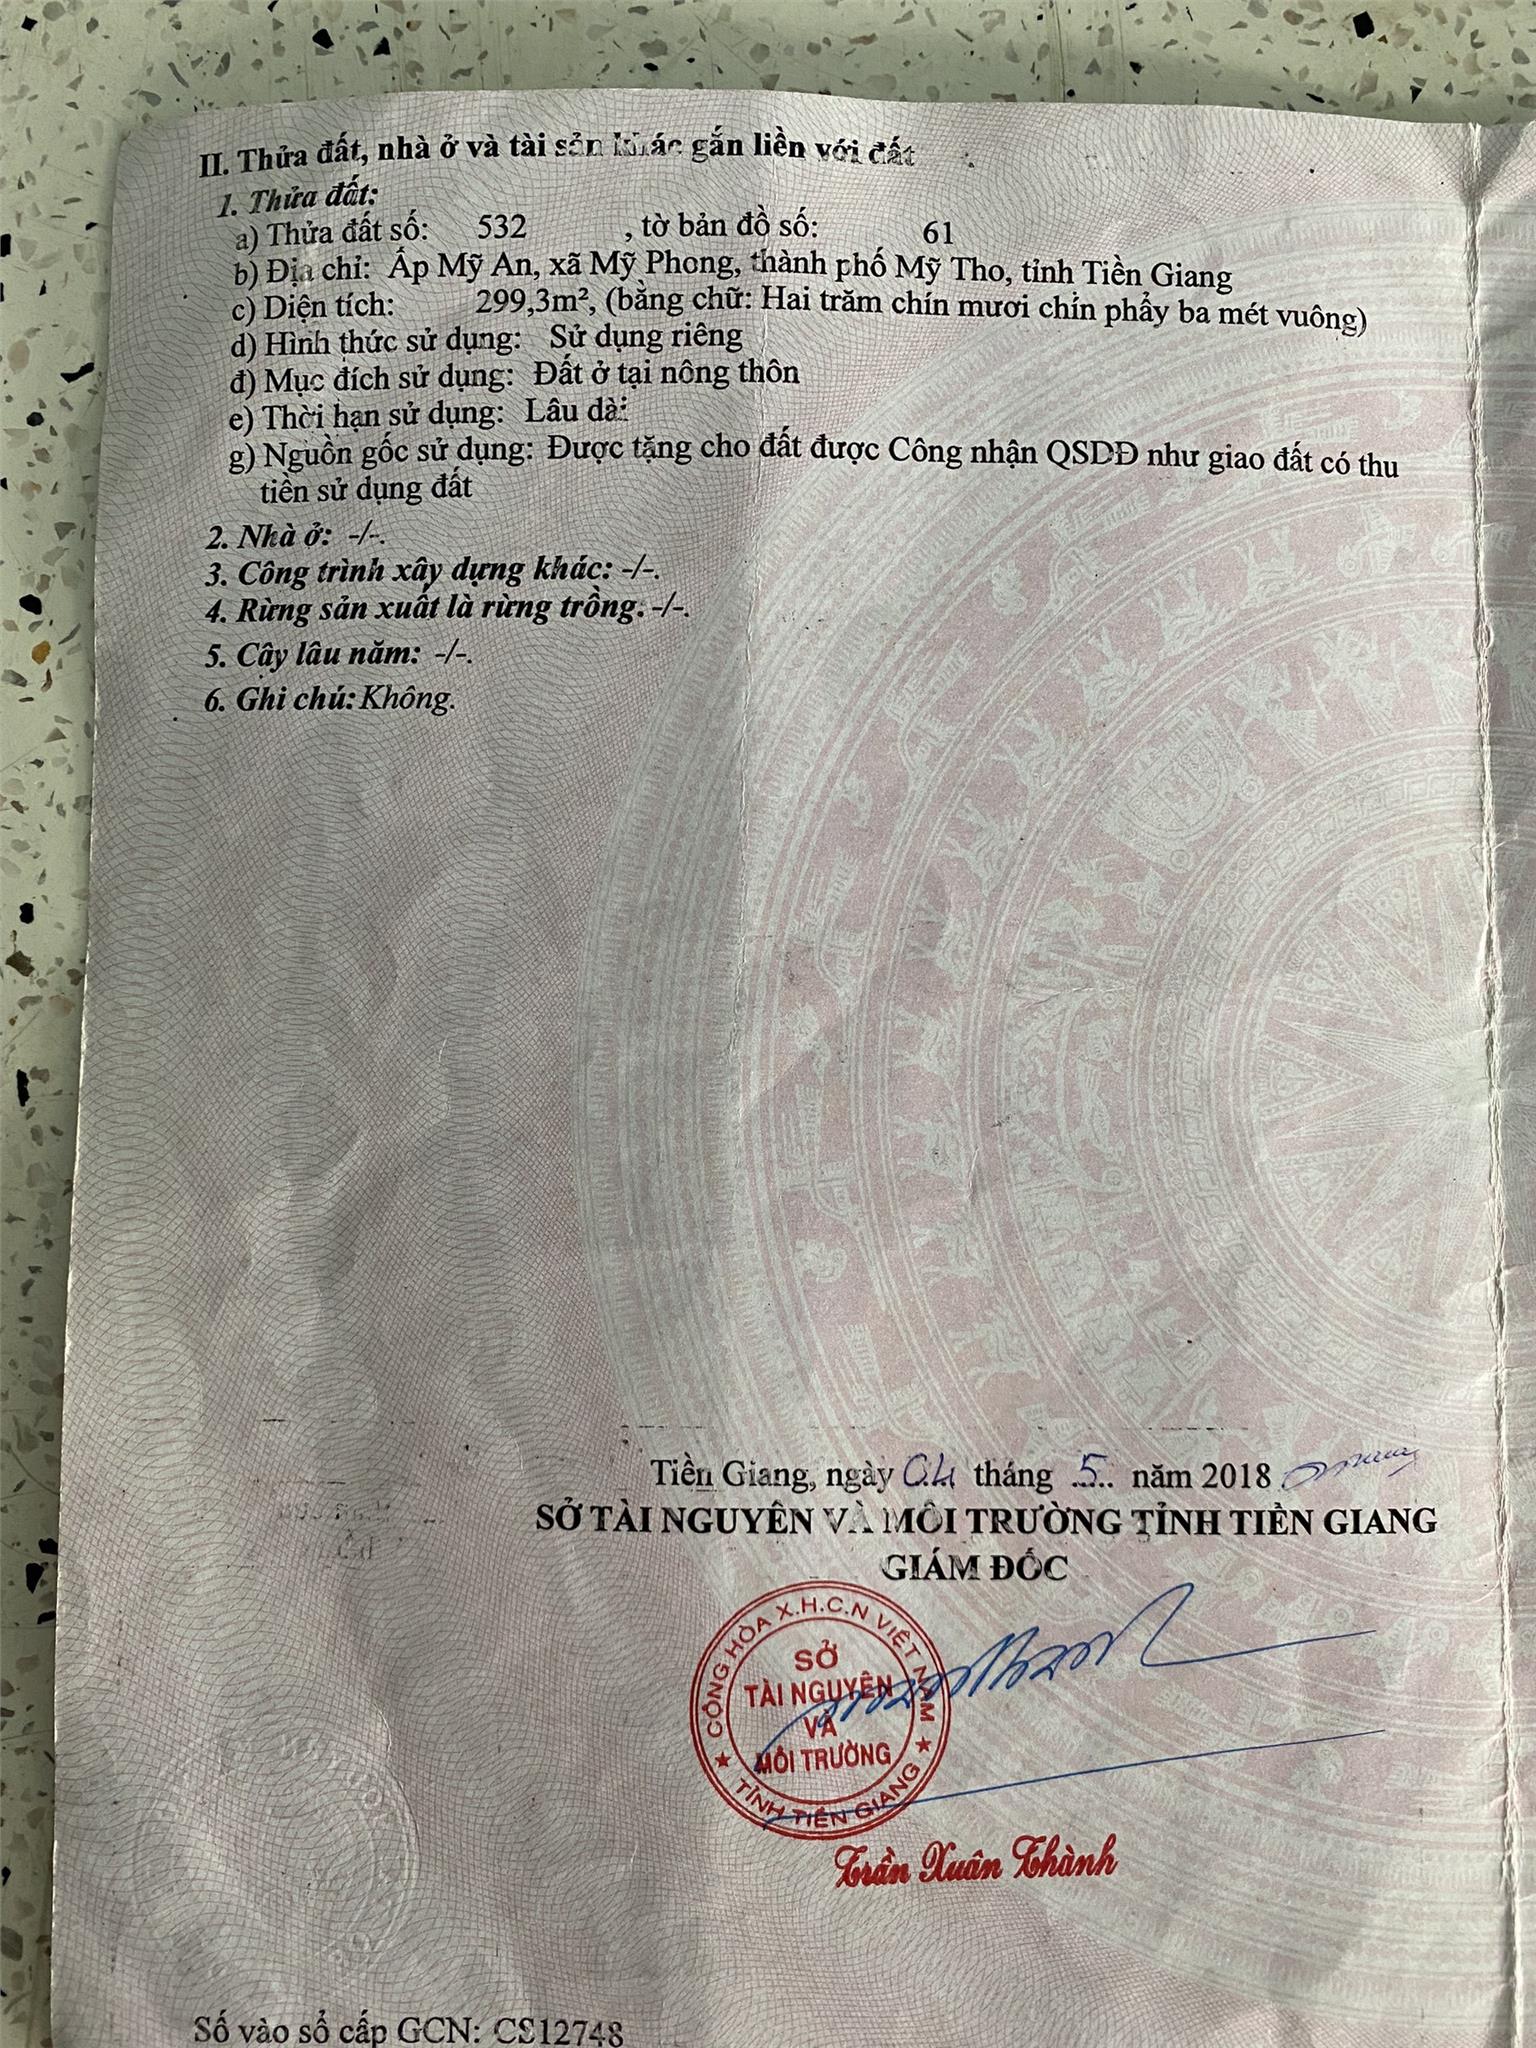 II. Thửa đất, nhà ở và tài sản khác gắn liền với đất
1. Thửa đất:
a) Thửa đất số: 532 , tờ bản đồ số: 61
b) Địa chỉ: Ấp Mỹ An, xã Mỹ Phong, thành phố Mỹ Tho, tỉnh Tiền Giang
c) Diện tích: 299,3m², (bằng chữ: Hai trăm chín mươi chín phẩy ba mét vuông)
d) Hình thức sử dụng: Sử dụng riêng
đ) Mục đích sử dụng: Đất ở tại nông thôn
e) Thời hạn sử dụng: Lâu dài
g) Nguồn gốc sử dụng: Được tặng cho đất được Công nhận QSDĐ như giao đất có thu
tiền sử dụng đất
2. Nhà ở: -/-.
3. Công trình xây dựng khác: -/-.
4. Rừng sản xuất là rừng trồng: -/-.
5. Cây lâu năm: -/-.
6. Ghi chú: Không.
Tiền Giang, ngày 04 tháng 5 năm 2018
SỞ TÀI NGUYÊN VÀ MÔI TRƯỜNG TỈNH TIỀN GIANG
GIÁM ĐỐC
CỘNG HÒA X.H.C.N VIỆT NAM
SỞ
TÀI NGUYÊN
VÀ
MÔI TRƯỜNG
★ TỈNH TIỀN GIANG ★
Trần Xuân Thành
Số vào sổ cấp GCN: CS12748